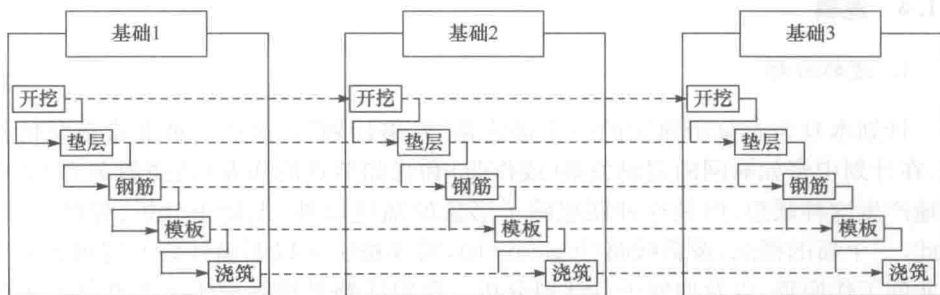 基础1 基础2 基础3
开挖 开挖 开挖
垫层 垫层 垫层
钢筋 钢筋 钢筋
模板 模板 模板
浇筑 浇筑 浇筑